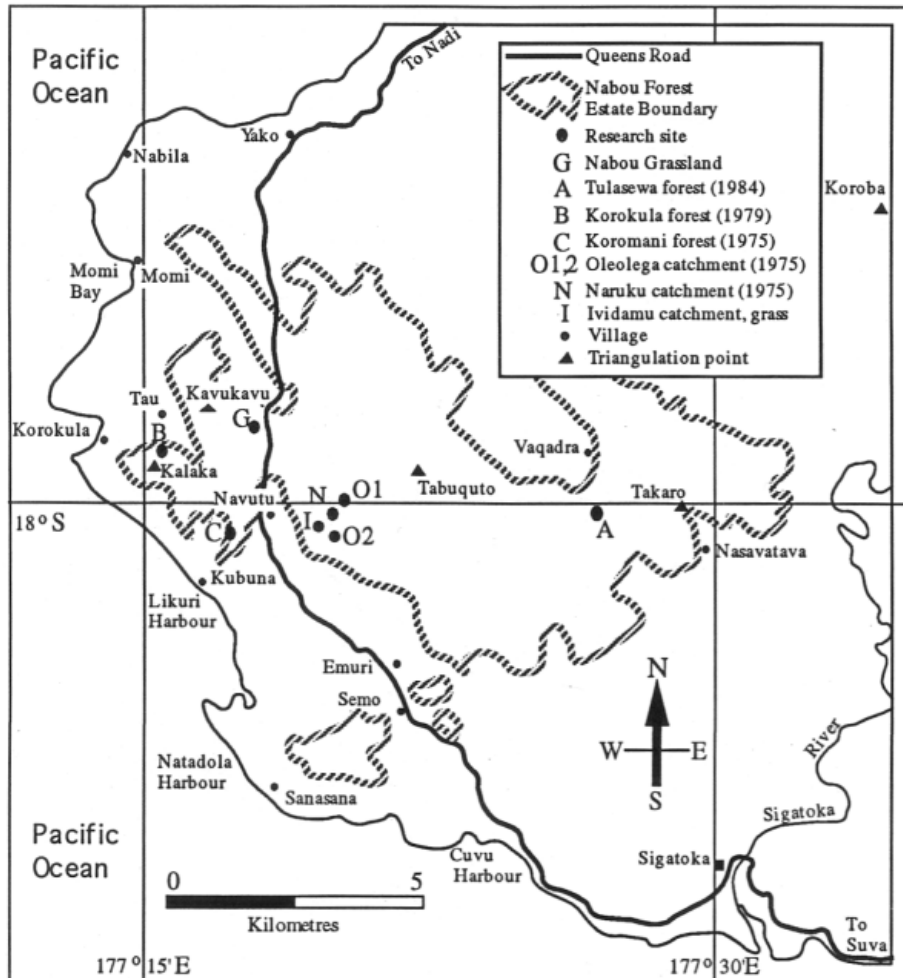 Pacific
Ocean
To Nadi
Queens Road
Nabou Forest
Estate Boundary
Research site
G Nabou Grassland
A Tulasewa forest (1984)
B Korokula forest (1979)
C Koromani forest (1975)
O1,2 Oleolega catchment (1975)
N Naruku catchment (1975)
I Ividamu catchment, grass
Village
Triangulation point
Yako
Nabila
Koroba
Momi
Bay
Momi
Kavukavu
Tau
G
Korokula
B
Kalaka
Vaqadra
Tabuquto
Takaro
18° S
Navutu
N
O1
I
O2
C
A
Nasavatava
Kubuna
Likuri
Harbour
Emuri
Semo
N
W
E
S
River
Natadola
Harbour
Sanasana
Sigatoka
Pacific
Ocean
Cuvu
Harbour
Sigatoka
0
5
Kilometres
To
Suva
177° 15' E
177° 30' E